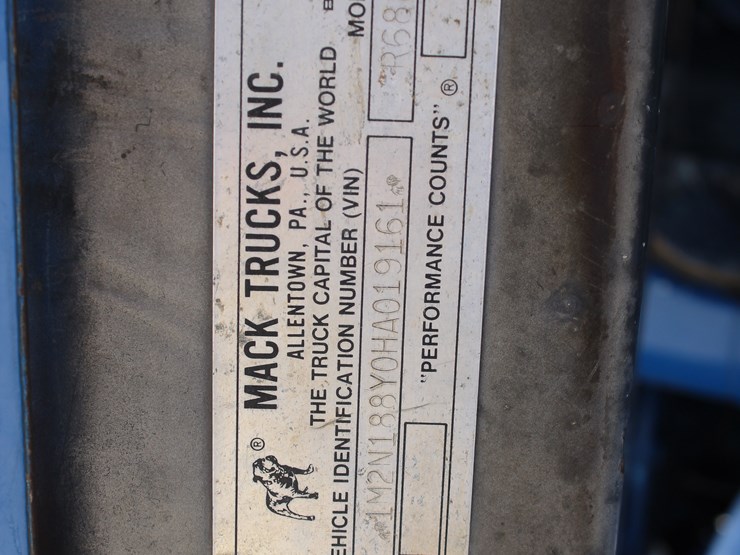 MACK TRUCKS, INC.
ALLENTOWN, PA., U.S.A.
THE TRUCK CAPITAL OF THE WORLD
EHICLE IDENTIFICATION NUMBER (VIN) MO
1M2N188Y0HA019161* R68
"PERFORMANCE COUNTS" ®